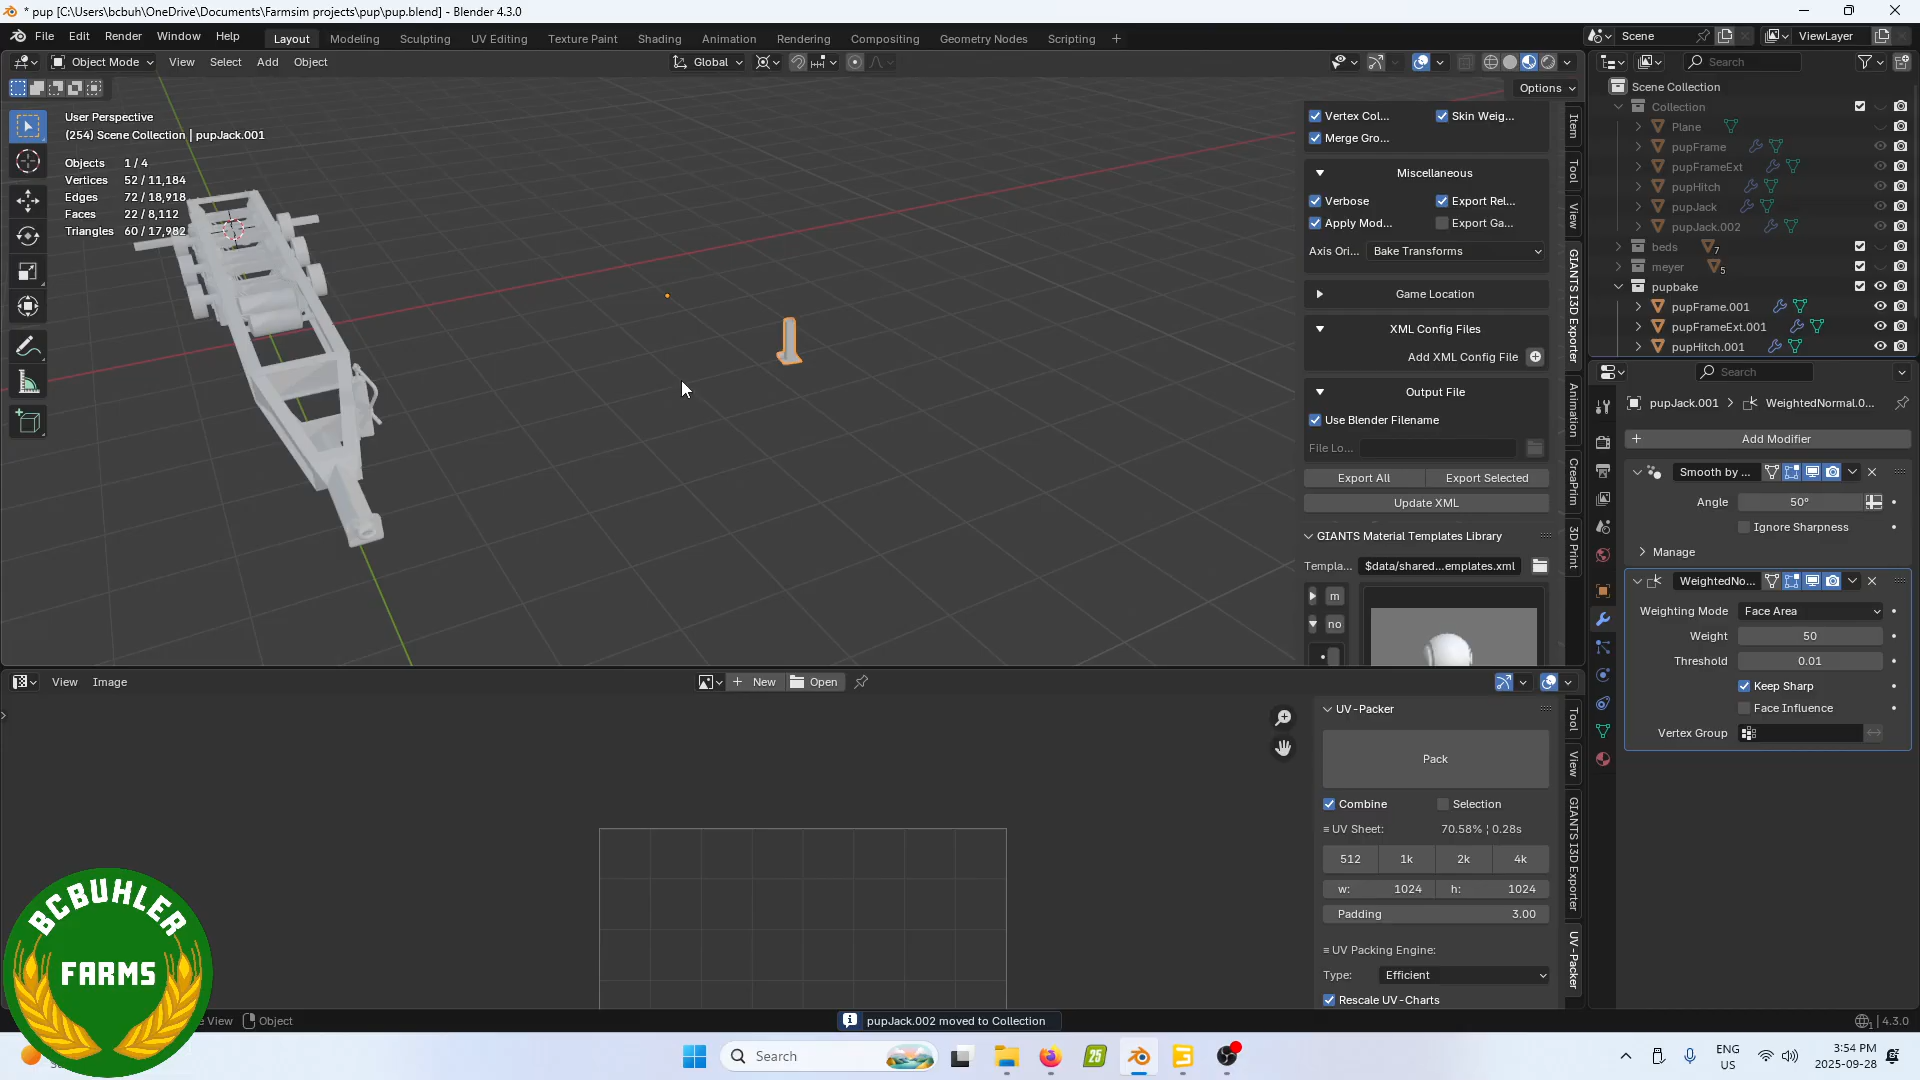 * pup [C:\Users\bcbuh\OneDrive\Documents\Farmsim projects\pup\pup.blend] - Blender 4.3.0
File Edit Render Window Help
Layout Modeling Sculpting UV Editing Texture Paint Shading Animation Rendering Compositing Geometry Nodes Scripting +
Scene
ViewLayer
Object Mode View Select Add Object
Global
Options
User Perspective
(254) Scene Collection | pupJack.001
Objects 1 / 4
Vertices 52 / 11,184
Edges 72 / 18,918
Faces 22 / 8,112
Triangles 60 / 17,982
Vertex Col... Skin Weig...
Merge Gro...
Miscellaneous
Verbose Export Rel...
Apply Mod... Export Ga...
Axis Ori... Bake Transforms
Game Location
XML Config Files
Add XML Config File
Output File
Use Blender Filename
File Lo...
Export All Export Selected
Update XML
GIANTS Material Templates Library
Templa... $data/shared...emplates.xml
m
no
Item
Tool
View
GIANTS I3D Exporter
Animation
CreaPrim
3D Print
Search
Scene Collection
Collection
Plane
pupFrame
pupFrameExt
pupHitch
pupJack
pupJack.002
beds 7
meyer 5
pupbake
pupFrame.001
pupFrameExt.001
pupHitch.001
Search
pupJack.001 > WeightedNormal.0...
Add Modifier
Smooth by ...
Angle 50°
Ignore Sharpness
Manage
WeightedNo...
Weighting Mode Face Area
Weight 50
Threshold 0.01
Keep Sharp
Face Influence
Vertex Group
View Image
New Open
UV-Packer
Pack
Combine Selection
UV Sheet: 70.58% ¦ 0.28s
512 1k 2k 4k
w: 1024 h: 1024
Padding 3.00
UV Packing Engine:
Type: Efficient
Rescale UV-Charts
Tool
View
GIANTS I3D Exporter
UV-Packer
BCBUHLER
FARMS
View Object
pupJack.002 moved to Collection
4.3.0
Search
25
ENG
US
3:54 PM
2025-09-28